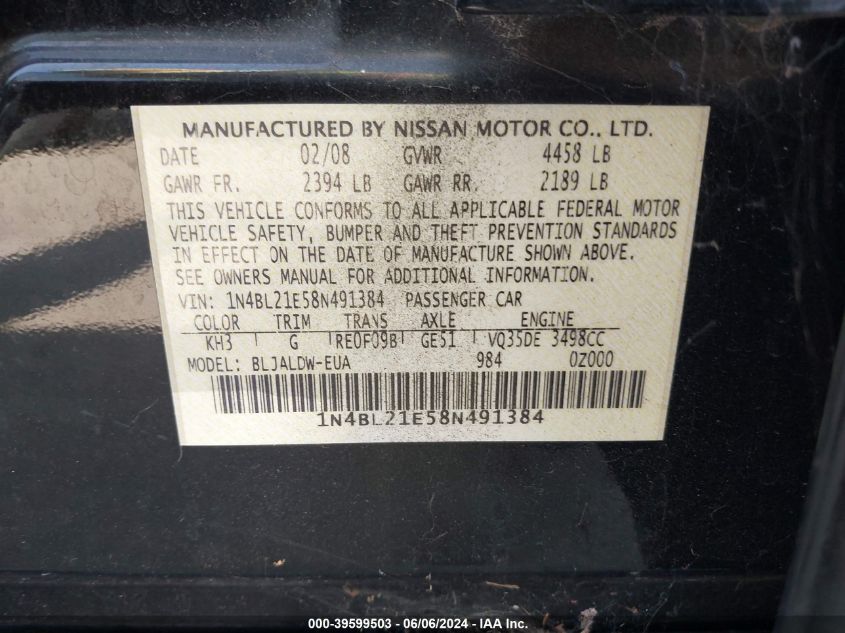 MANUFACTURED BY NISSAN MOTOR CO., LTD.
DATE 02/08 GVWR 4458 LB
GAWR FR. 2394 LB GAWR RR. 2189 LB
THIS VEHICLE CONFORMS TO ALL APPLICABLE FEDERAL MOTOR
VEHICLE SAFETY, BUMPER AND THEFT PREVENTION STANDARDS
IN EFFECT ON THE DATE OF MANUFACTURE SHOWN ABOVE.
SEE OWNERS MANUAL FOR ADDITIONAL INFORMATION.
VIN: 1N4BL21E58N491384 PASSENGER CAR
COLOR TRIM TRANS AXLE ENGINE
KH3 G RE0F09B GE51 VQ35DE 3498CC
MODEL: BLJALDW-EUA 984 0Z000
1N4BL21E58N491384
000-39599503 - 06/06/2024 - IAA Inc.